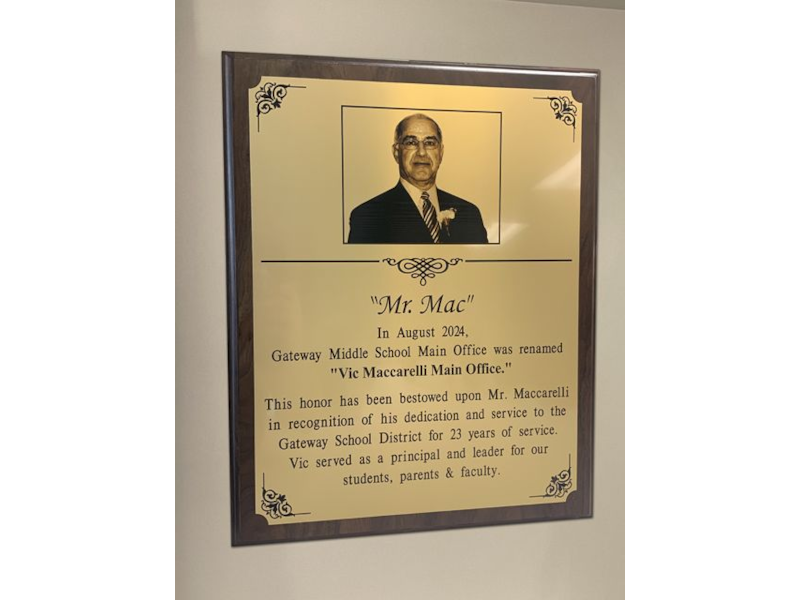 "Mr. Mac"
In August 2024,
Gateway Middle School Main Office was renamed
"Vic Maccarelli Main Office."
This honor has been bestowed upon Mr. Maccarelli
in recognition of his dedication and service to the
Gateway School District for 23 years of service.
Vic served as a principal and leader for our
students, parents & faculty.